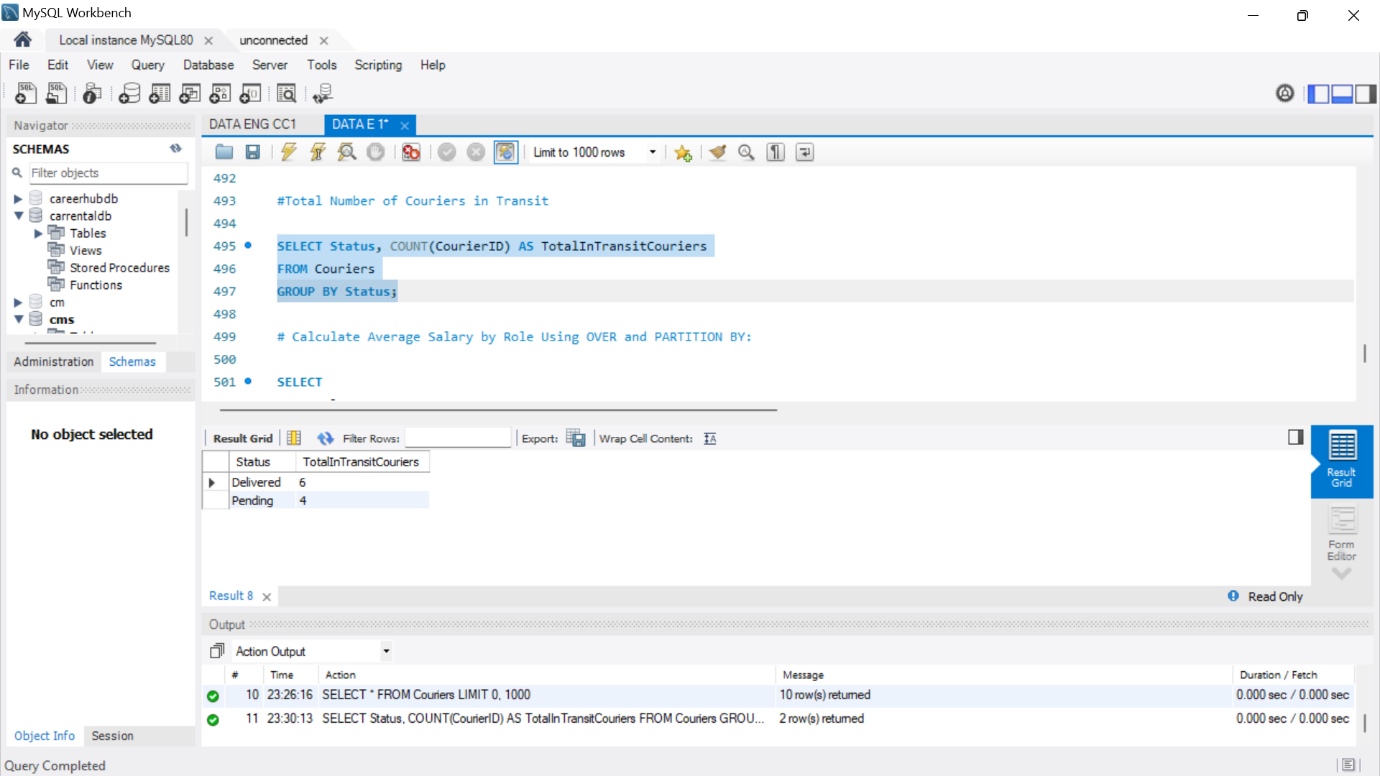 MySQL Workbench
Local instance MySQL80
unconnected
File Edit View Query Database Server Tools Scripting Help
Navigator
SCHEMAS
Filter objects
careerhubdb
carrentaldb
Tables
Views
Stored Procedures
Functions
cm
cms
Administration Schemas
Information
No object selected
Object Info Session
DATA ENG CC1 DATA E 1*
Limit to 1000 rows
492
493 #Total Number of Couriers in Transit
494
495 SELECT Status, COUNT(CourierID) AS TotalInTransitCouriers
496 FROM Couriers
497 GROUP BY Status;
498
499 # Calculate Average Salary by Role Using OVER and PARTITION BY:
500
501 SELECT
Result Grid Filter Rows: Export: Wrap Cell Content:
Status TotalInTransitCouriers
Delivered 6
Pending 4
Result Grid
Form Editor
Result 8
Read Only
Output
Action Output
# Time Action Message Duration / Fetch
10 23:26:16 SELECT * FROM Couriers LIMIT 0, 1000 10 row(s) returned 0.000 sec / 0.000 sec
11 23:30:13 SELECT Status, COUNT(CourierID) AS TotalInTransitCouriers FROM Couriers GROU... 2 row(s) returned 0.000 sec / 0.000 sec
Query Completed